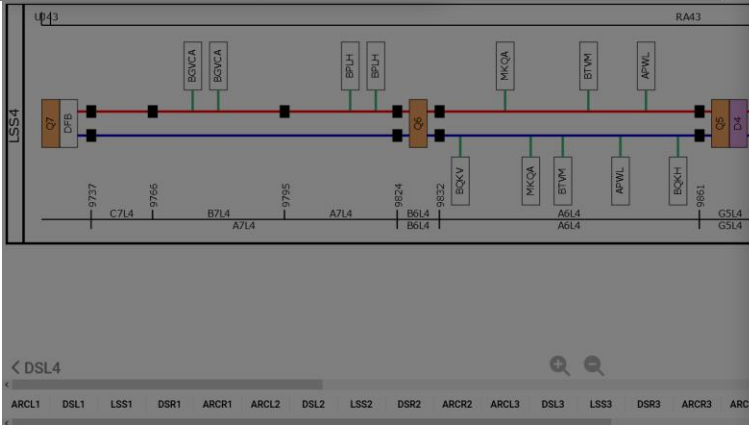 UJ43 RA43
LSS4
BGVCA BGVCA BPLH BPLH MKQA BTVM APWL
Q7 DFB Q6 Q5 D4
BQKV MKQA BTVM APWL BQKH
9737 9766 9795 9824 9832 9861
C7L4 B7L4 A7L4 B6L4 A6L4 G5L4
A7L4 B6L4 A6L4 G5L4
< DSL4
ARCL1 DSL1 LSS1 DSR1 ARCR1 ARCL2 DSL2 LSS2 DSR2 ARCR2 ARCL3 DSL3 LSS3 DSR3 ARCR3 ARC